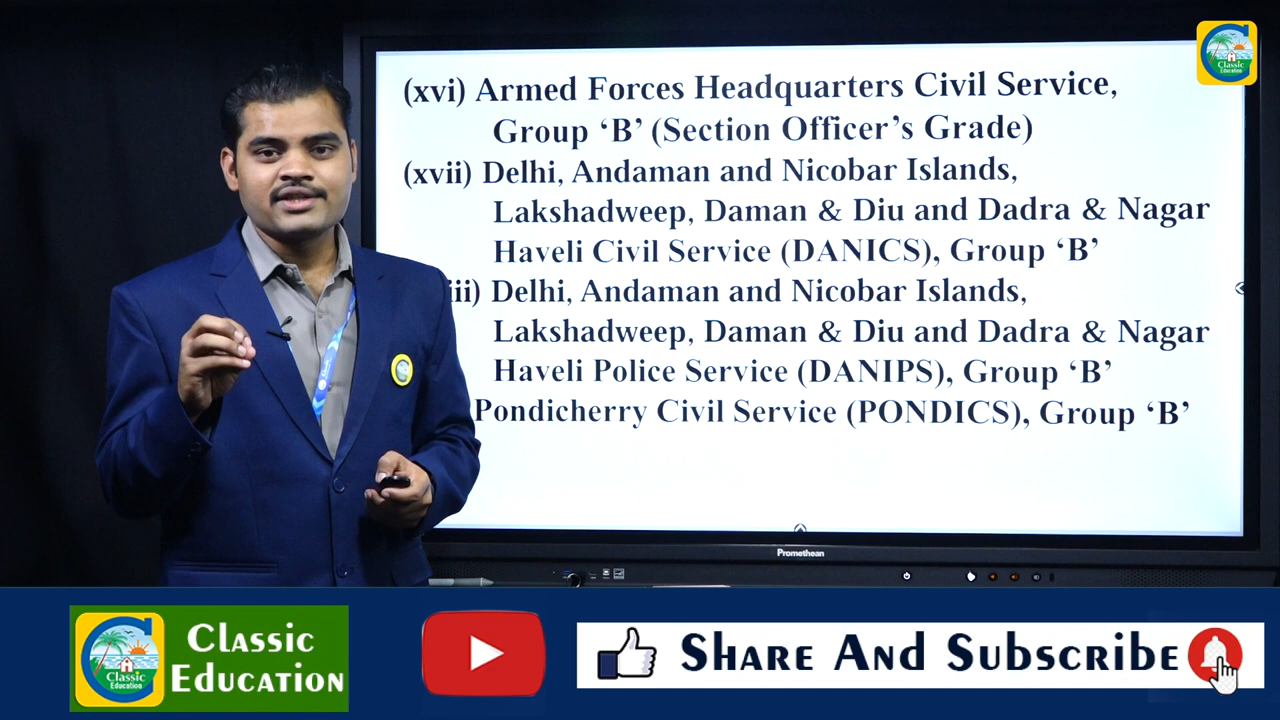 (xvi) Armed Forces Headquarters Civil Service,
Group ‘B’ (Section Officer’s Grade)
(xvii) Delhi, Andaman and Nicobar Islands,
Lakshadweep, Daman & Diu and Dadra & Nagar
Haveli Civil Service (DANICS), Group ‘B’
iii) Delhi, Andaman and Nicobar Islands,
Lakshadweep, Daman & Diu and Dadra & Nagar
Haveli Police Service (DANIPS), Group ‘B’
Pondicherry Civil Service (PONDICS), Group ‘B’
Classic
Education
Promethean
Classic
Education
Classic
Education
Share And Subscribe